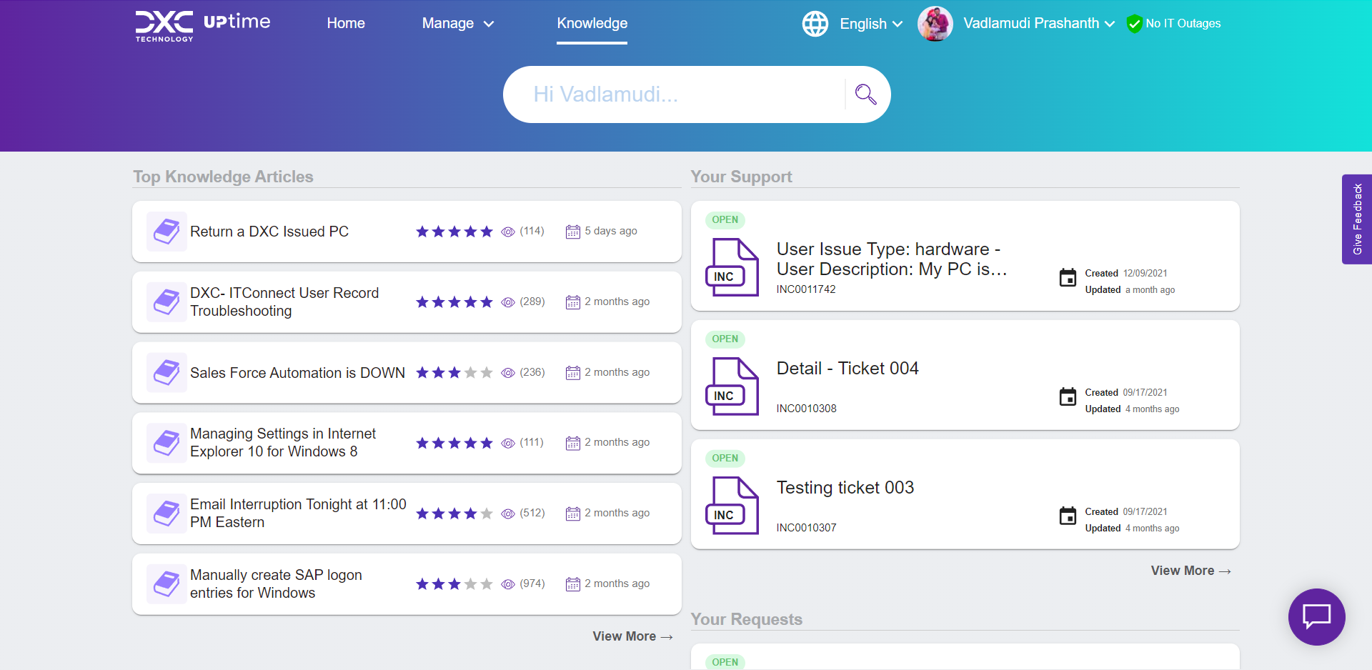 DXC
TECHNOLOGY
UPtime
Home
Manage
Knowledge
English
Vadlamudi Prashanth
No IT Outages
Hi Vadlamudi...
Give Feedback
Top Knowledge Articles
Return a DXC Issued PC
(114)
5 days ago
DXC- ITConnect User Record
Troubleshooting
(289)
2 months ago
Sales Force Automation is DOWN
(236)
2 months ago
Managing Settings in Internet
Explorer 10 for Windows 8
(111)
2 months ago
Email Interruption Tonight at 11:00
PM Eastern
(512)
2 months ago
Manually create SAP logon
entries for Windows
(974)
2 months ago
View More →
Your Support
OPEN
INC
User Issue Type: hardware -
User Description: My PC is…
INC0011742
Created 12/09/2021
Updated a month ago
OPEN
INC
Detail - Ticket 004
INC0010308
Created 09/17/2021
Updated 4 months ago
OPEN
INC
Testing ticket 003
INC0010307
Created 09/17/2021
Updated 4 months ago
View More →
Your Requests
OPEN